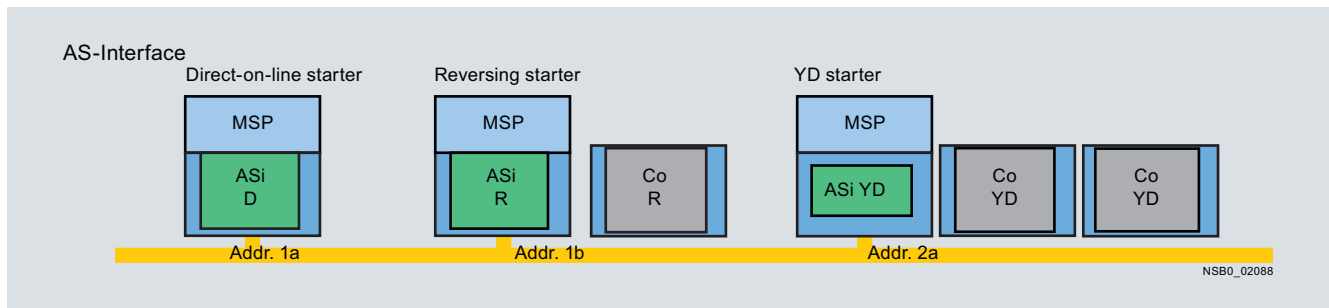 AS-Interface
Direct-on-line starter
Reversing starter
YD starter
MSP
MSP
MSP
ASi
D
ASi
R
Co
R
ASi YD
Co
YD
Co
YD
Addr. 1a
Addr. 1b
Addr. 2a
NSB0_02088